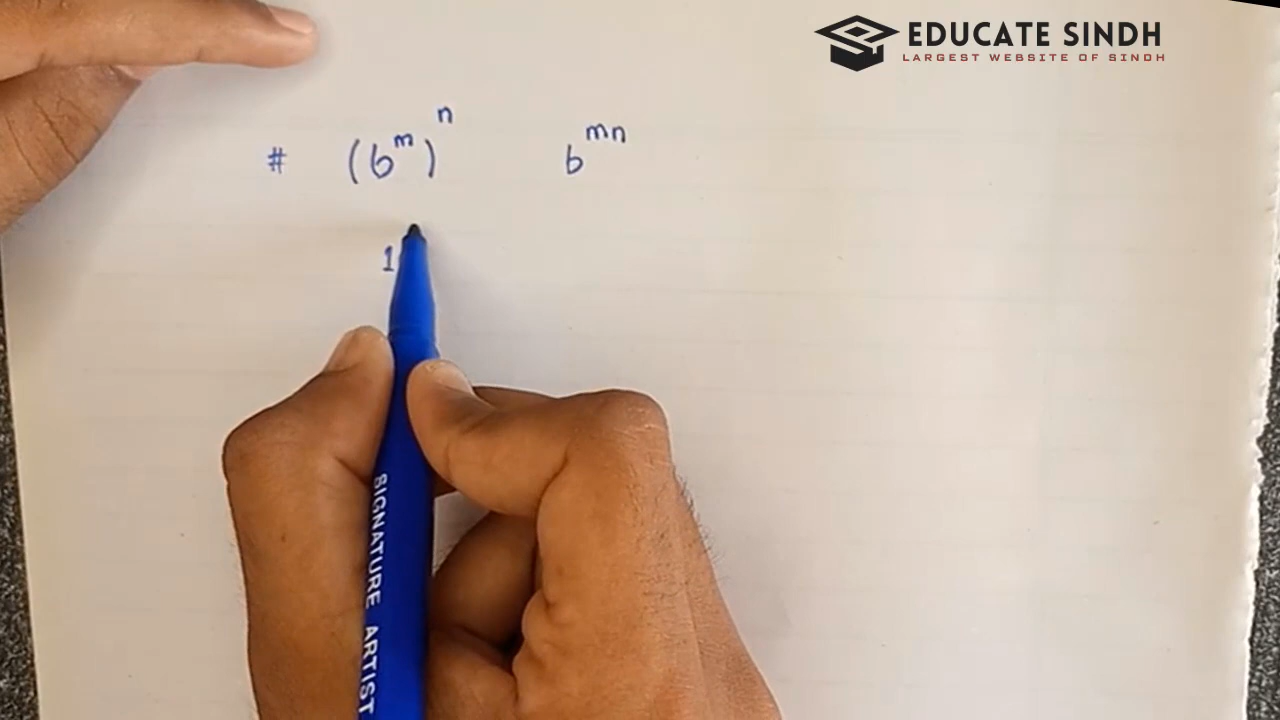 EDUCATE SINDH
LARGEST WEBSITE OF SINDH
# (b^m)^n b^mn
1
SIGNATURE ARTIST